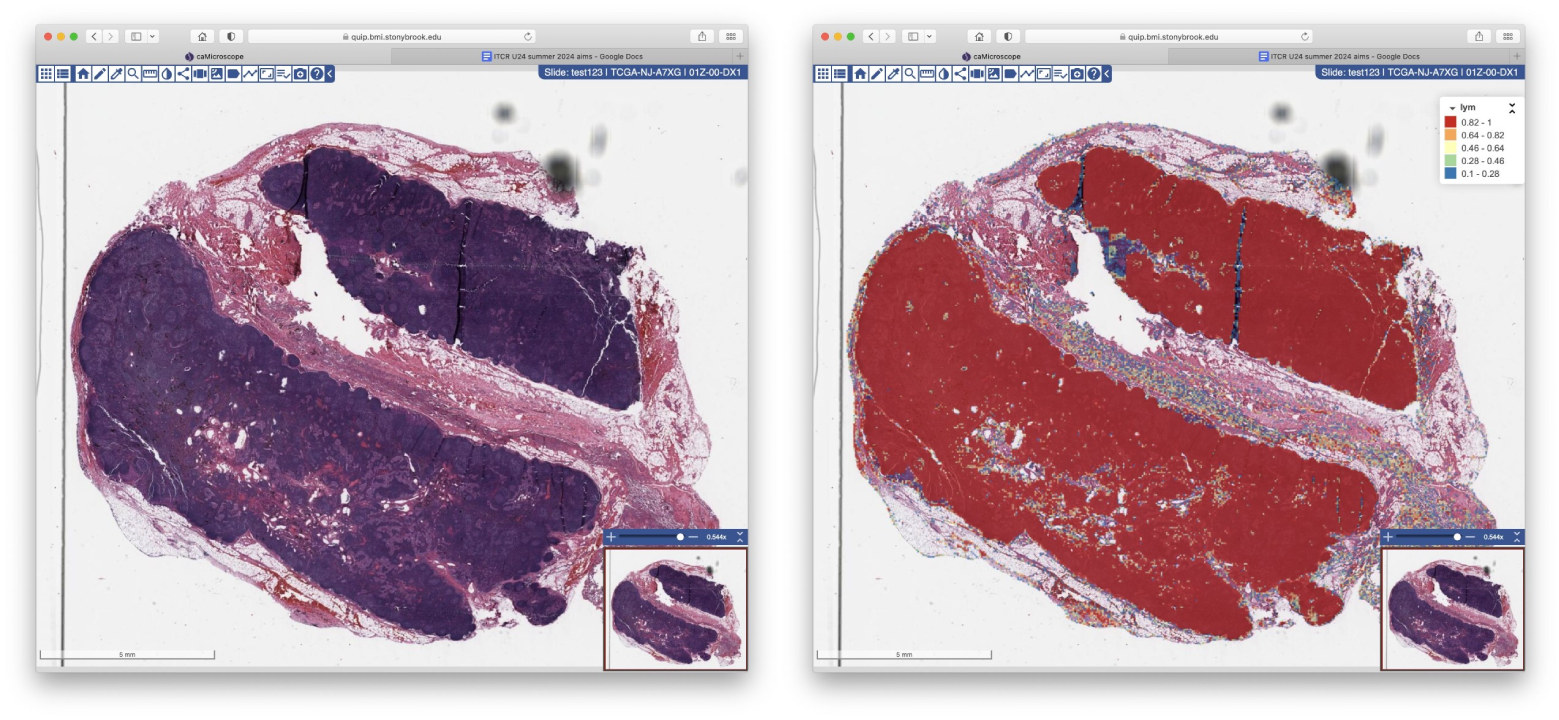 quip.bmi.stonybrook.edu
caMicroscope
ITCR U24 summer 2024 aims - Google Docs
Slide: test123 | TCGA-NJ-A7XG | 01Z-00-DX1
0.544x
5 mm
quip.bmi.stonybrook.edu
caMicroscope
ITCR U24 summer 2024 aims - Google Docs
Slide: test123 | TCGA-NJ-A7XG | 01Z-00-DX1
lym
0.82 - 1
0.64 - 0.82
0.46 - 0.64
0.28 - 0.46
0.1 - 0.28
0.544x
5 mm